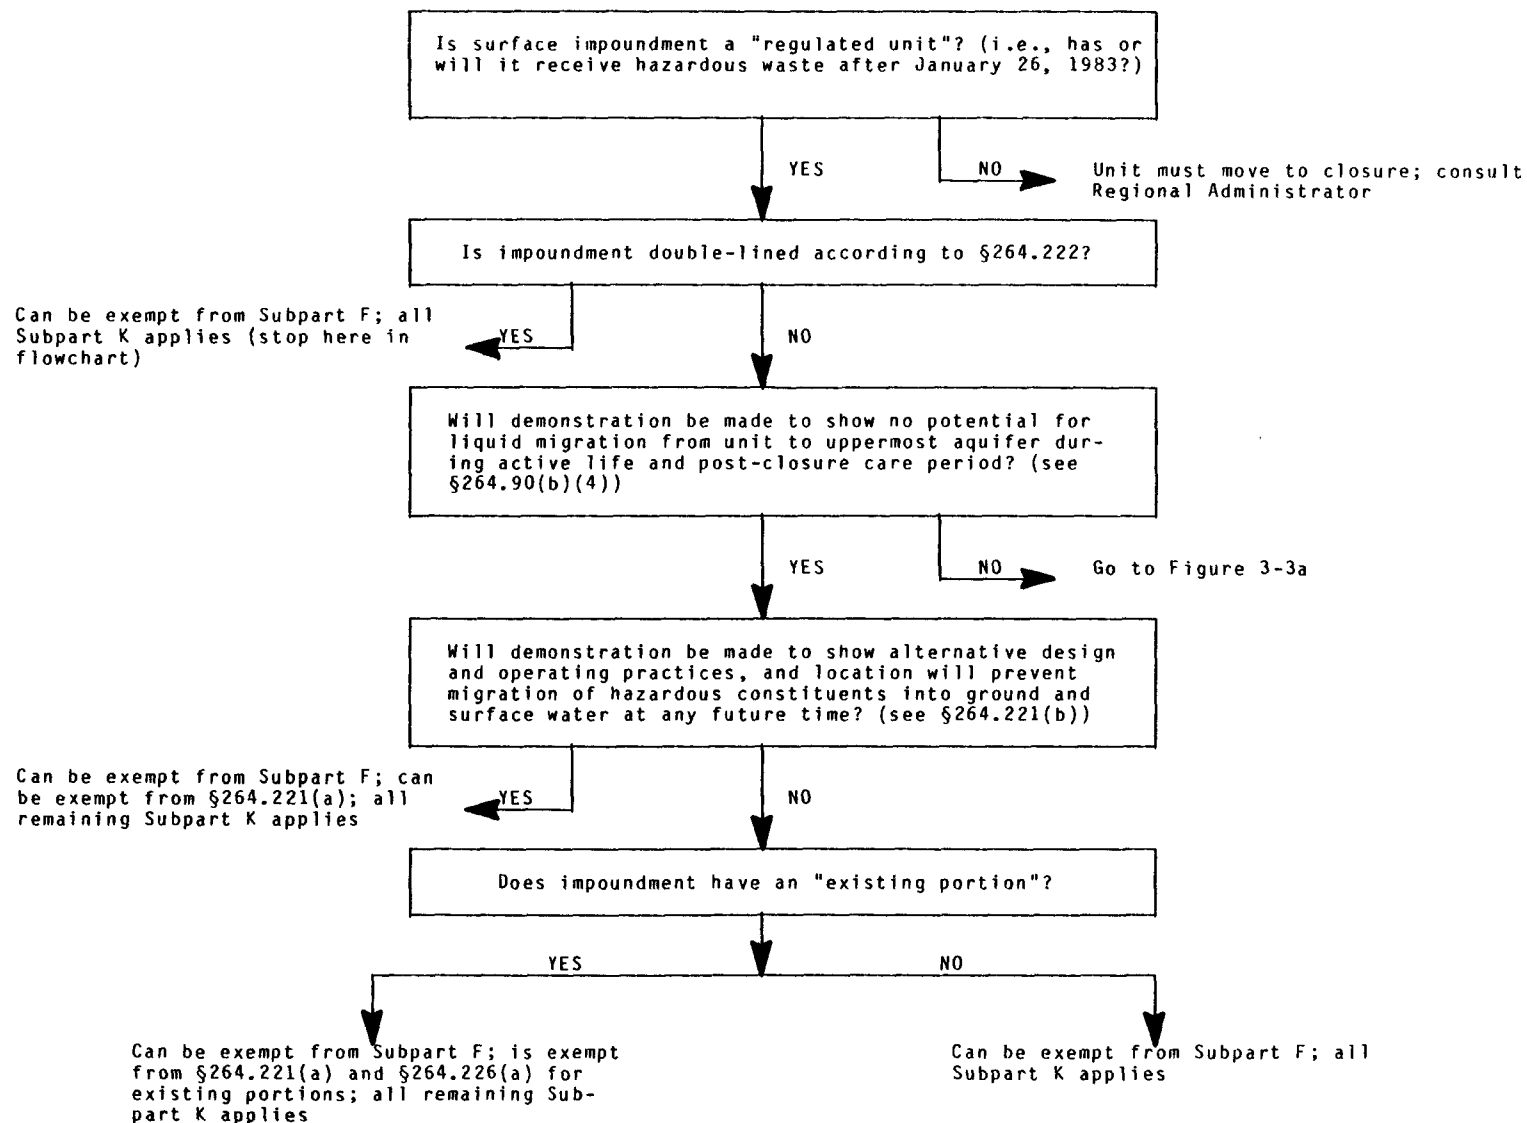 Is surface impoundment a "regulated unit"? (i.e., has or
will it receive hazardous waste after January 26, 1983?)
YES
NO
Unit must move to closure; consult
Regional Administrator
Is impoundment double-lined according to §264.222?
Can be exempt from Subpart F; all
Subpart K applies (stop here in
flowchart)
YES
NO
Will demonstration be made to show no potential for
liquid migration from unit to uppermost aquifer dur-
ing active life and post-closure care period? (see
§264.90(b)(4))
YES
NO
Go to Figure 3-3a
Will demonstration be made to show alternative design
and operating practices, and location will prevent
migration of hazardous constituents into ground and
surface water at any future time? (see §264.221(b))
Can be exempt from Subpart F; can
be exempt from §264.221(a); all
remaining Subpart K applies
YES
NO
Does impoundment have an "existing portion"?
YES
NO
Can be exempt from Subpart F; is exempt
from §264.221(a) and §264.226(a) for
existing portions; all remaining Sub-
part K applies
Can be exempt from Subpart F; all
Subpart K applies